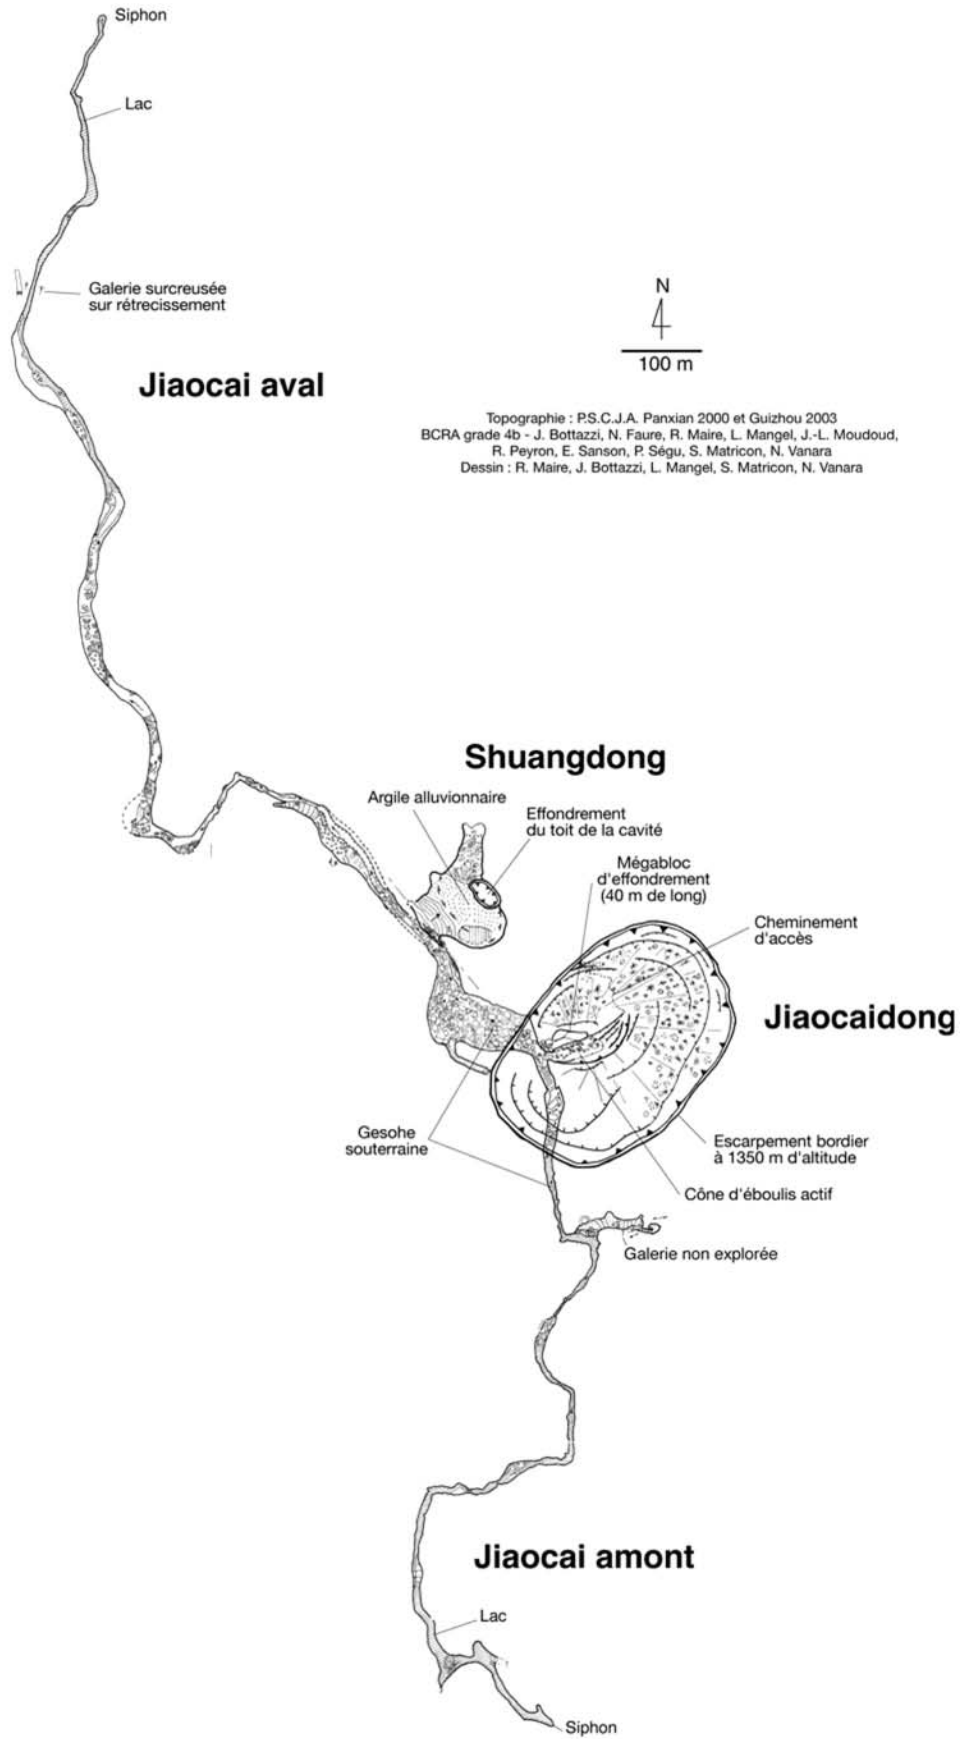 Siphon
Lac
Galerie surcreusée
sur rétrecissement
N
100 m
Jiaocai aval
Topographie : P.S.C.J.A. Panxian 2000 et Guizhou 2003
BCRA grade 4b - J. Bottazzi, N. Faure, R. Maire, L. Mangel, J.-L. Moudoud,
R. Peyron, E. Sanson, P. Ségu, S. Matricon, N. Vanara
Dessin : R. Maire, J. Bottazzi, L. Mangel, S. Matricon, N. Vanara
Shuangdong
Argile alluvionnaire
Effondrement
du toit de la cavité
Mégabloc
d'effondrement
(40 m de long)
Cheminement
d'accès
Jiaocaidong
Gesohe
souterraine
Escarpement bordier
à 1350 m d'altitude
Cône d'éboulis actif
Galerie non explorée
Jiaocai amont
Lac
Siphon